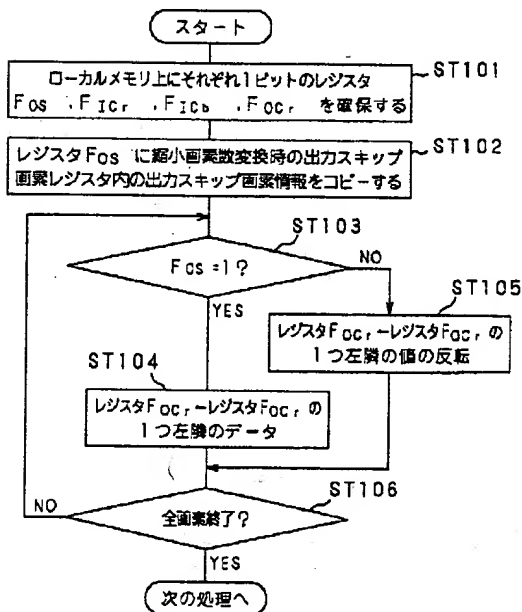 スタート
ST101
ローカルメモリ上にそれぞれ1ビットのレジスタ
FOS ,FICr ,FICb ,FOCr を確保する
ST102
レジスタFOS に縮小画素数変換時の出力スキップ
画素レジスタ内の出力スキップ画素情報をコピーする
ST103
FOS =1?
NO
YES
ST105
レジスタFOCr ーレジスタFOCr の
1つ左隣の値の反転
ST104
レジスタFOCr ーレジスタFOCr の
1つ左隣のデータ
ST106
NO
全画素終了?
YES
次の処理へ